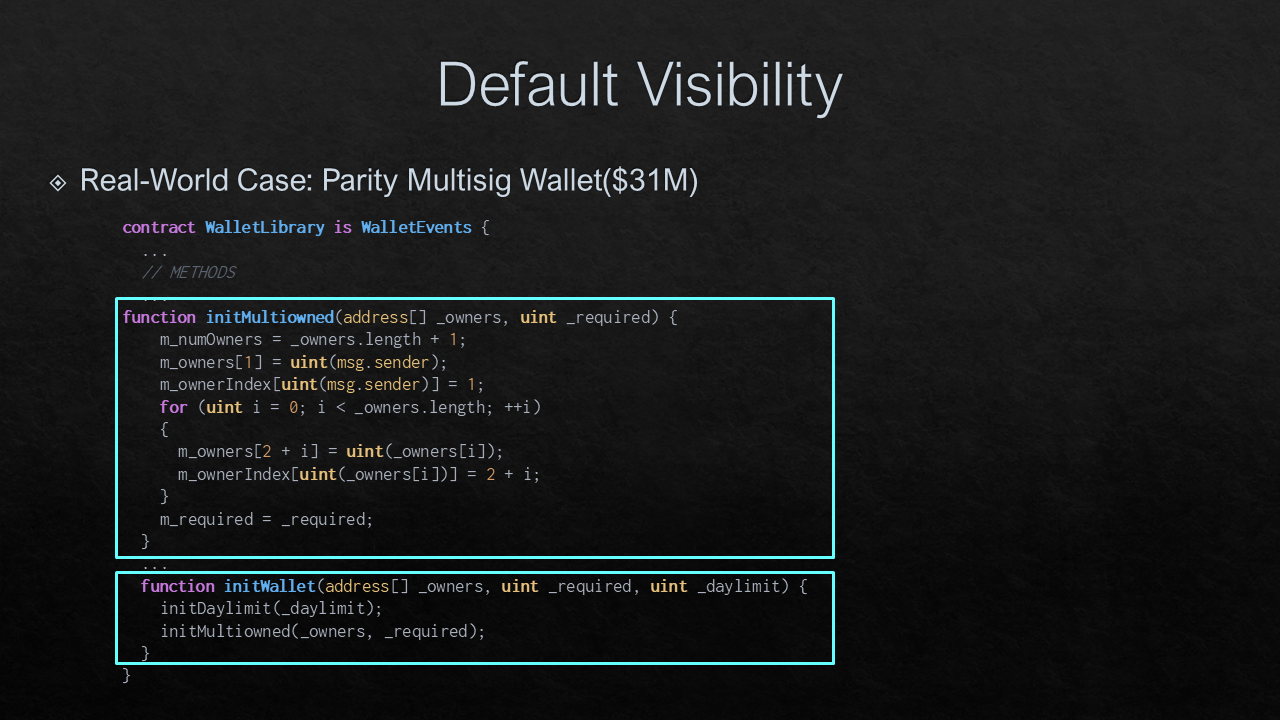 Default Visibility
Real-World Case: Parity Multisig Wallet($31M)
contract WalletLibrary is WalletEvents {
...
// METHODS
...
function initMultiowned(address[] _owners, uint _required) {
m_numOwners = _owners.length + 1;
m_owners[1] = uint(msg.sender);
m_ownerIndex[uint(msg.sender)] = 1;
for (uint i = 0; i < _owners.length; ++i)
{
m_owners[2 + i] = uint(_owners[i]);
m_ownerIndex[uint(_owners[i])] = 2 + i;
}
m_required = _required;
}
...
function initWallet(address[] _owners, uint _required, uint _daylimit) {
initDaylimit(_daylimit);
initMultiowned(_owners, _required);
}
}